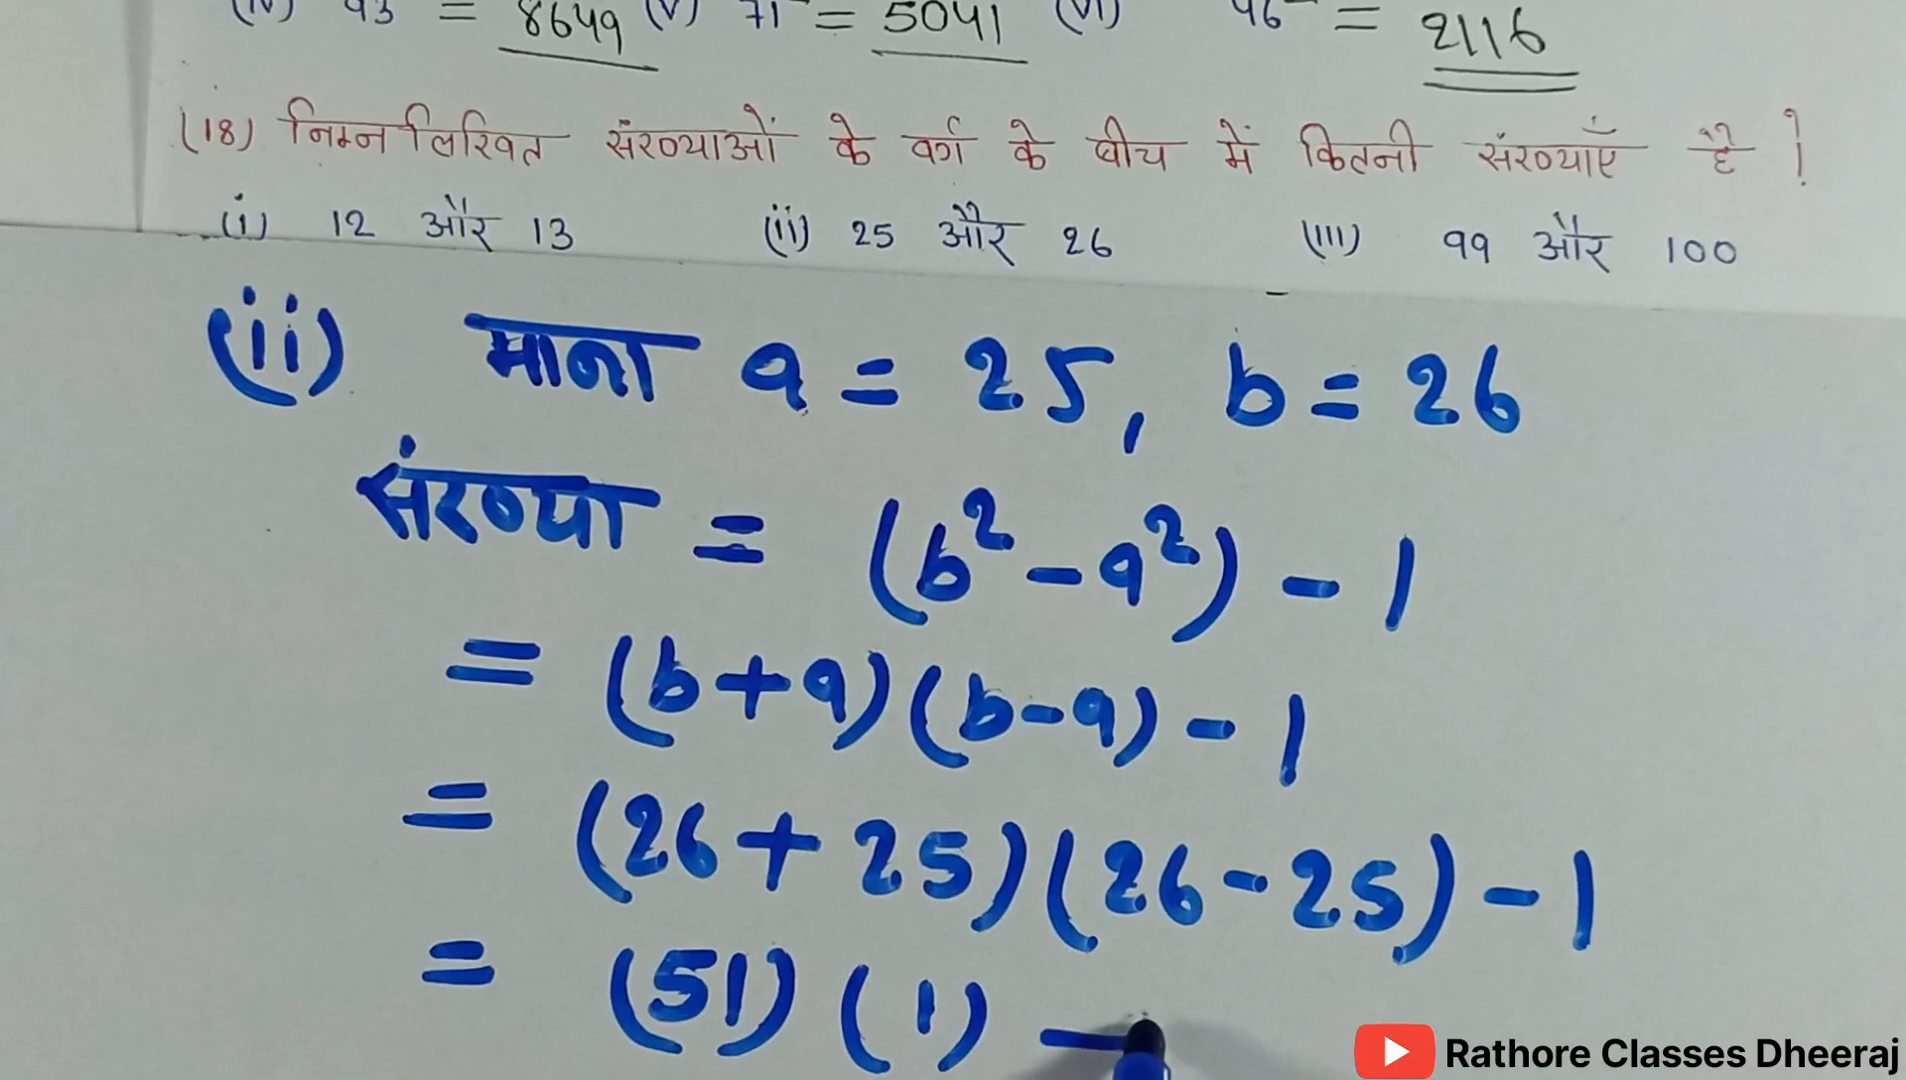 (iv) 93 = 8649 (v) 71 = 5041 (vi) 46² = 2116
(18) निम्नलिखित संख्याओं के वर्ग के बीच में कितनी संख्याएँ है ?
(i) 12 और 13 (ii) 25 और 26 (iii) 99 और 100
(ii) माना a = 25, b = 26
संख्या = (b² - a²) - 1
= (b+a)(b-a) - 1
= (26+25)(26-25) - 1
= (51) (1) -
Rathore Classes Dheeraj